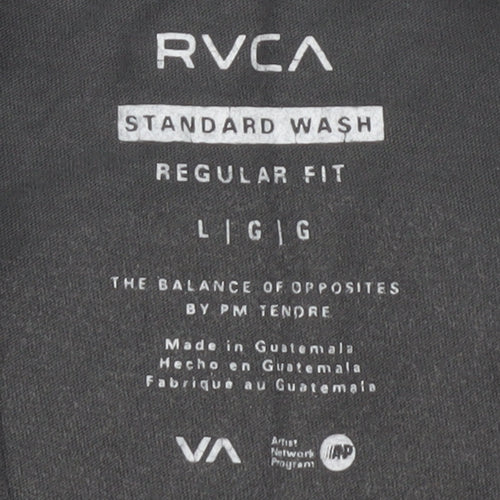 RVCA
STANDARD WASH
REGULAR FIT
L | G | G
THE BALANCE OF OPPOSITES
BY PM TENDRE
Made in Guatemala
Hecho en Guatemala
Fabriqué au Guatemala
VA
Artist
Network
Program
ANP